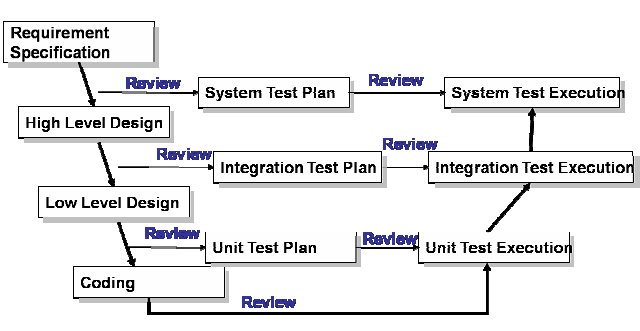 Requirement
Specification
Review
Review
System Test Plan
System Test Execution
High Level Design
Review
Review
Integration Test Plan
Integration Test Execution
Low Level Design
Review
Review
Unit Test Plan
Unit Test Execution
Coding
Review